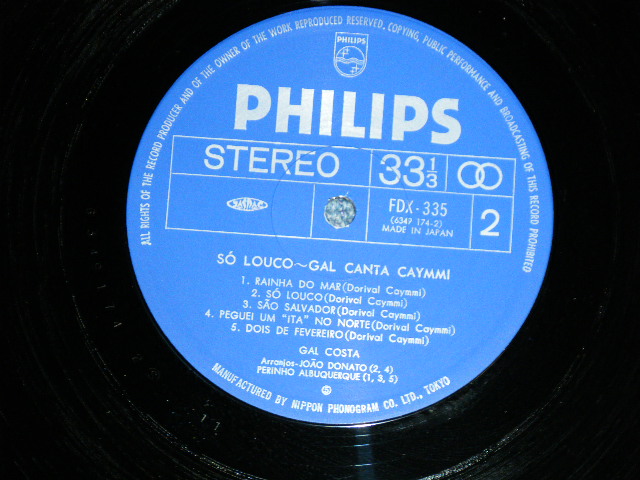 ALL RIGHTS OF THE RECORD PRODUCER AND OF THE OWNER OF THE WORK REPRODUCED RESERVED, COPYING, PUBLIC PERFORMANCE AND BROADCASTING OF THIS RECORD PROHIBITED
PHILIPS
PHILIPS
STEREO
33 1/3
FDX-335
(6349 174-2)
MADE IN JAPAN
2
SÓ LOUCO~GAL CANTA CAYMMI
1. RAINHA DO MAR(Dorival Caymmi)
2. SÓ LOUCO(Dorival Caymmi)
3. SÃO SALVADOR(Dorival Caymmi)
4. PEGUEI UM "ITA" NO NORTE(Dorival Caymmi)
5. DOIS DE FEVEREIRO(Dorival Caymmi)
GAL COSTA
Arranjos-JOÃO DONATO(2, 4)
PERINHO ALBUQUERQUE(1, 3, 5)
MANUFACTURED BY NIPPON PHONOGRAM CO. LTD., TOKYO